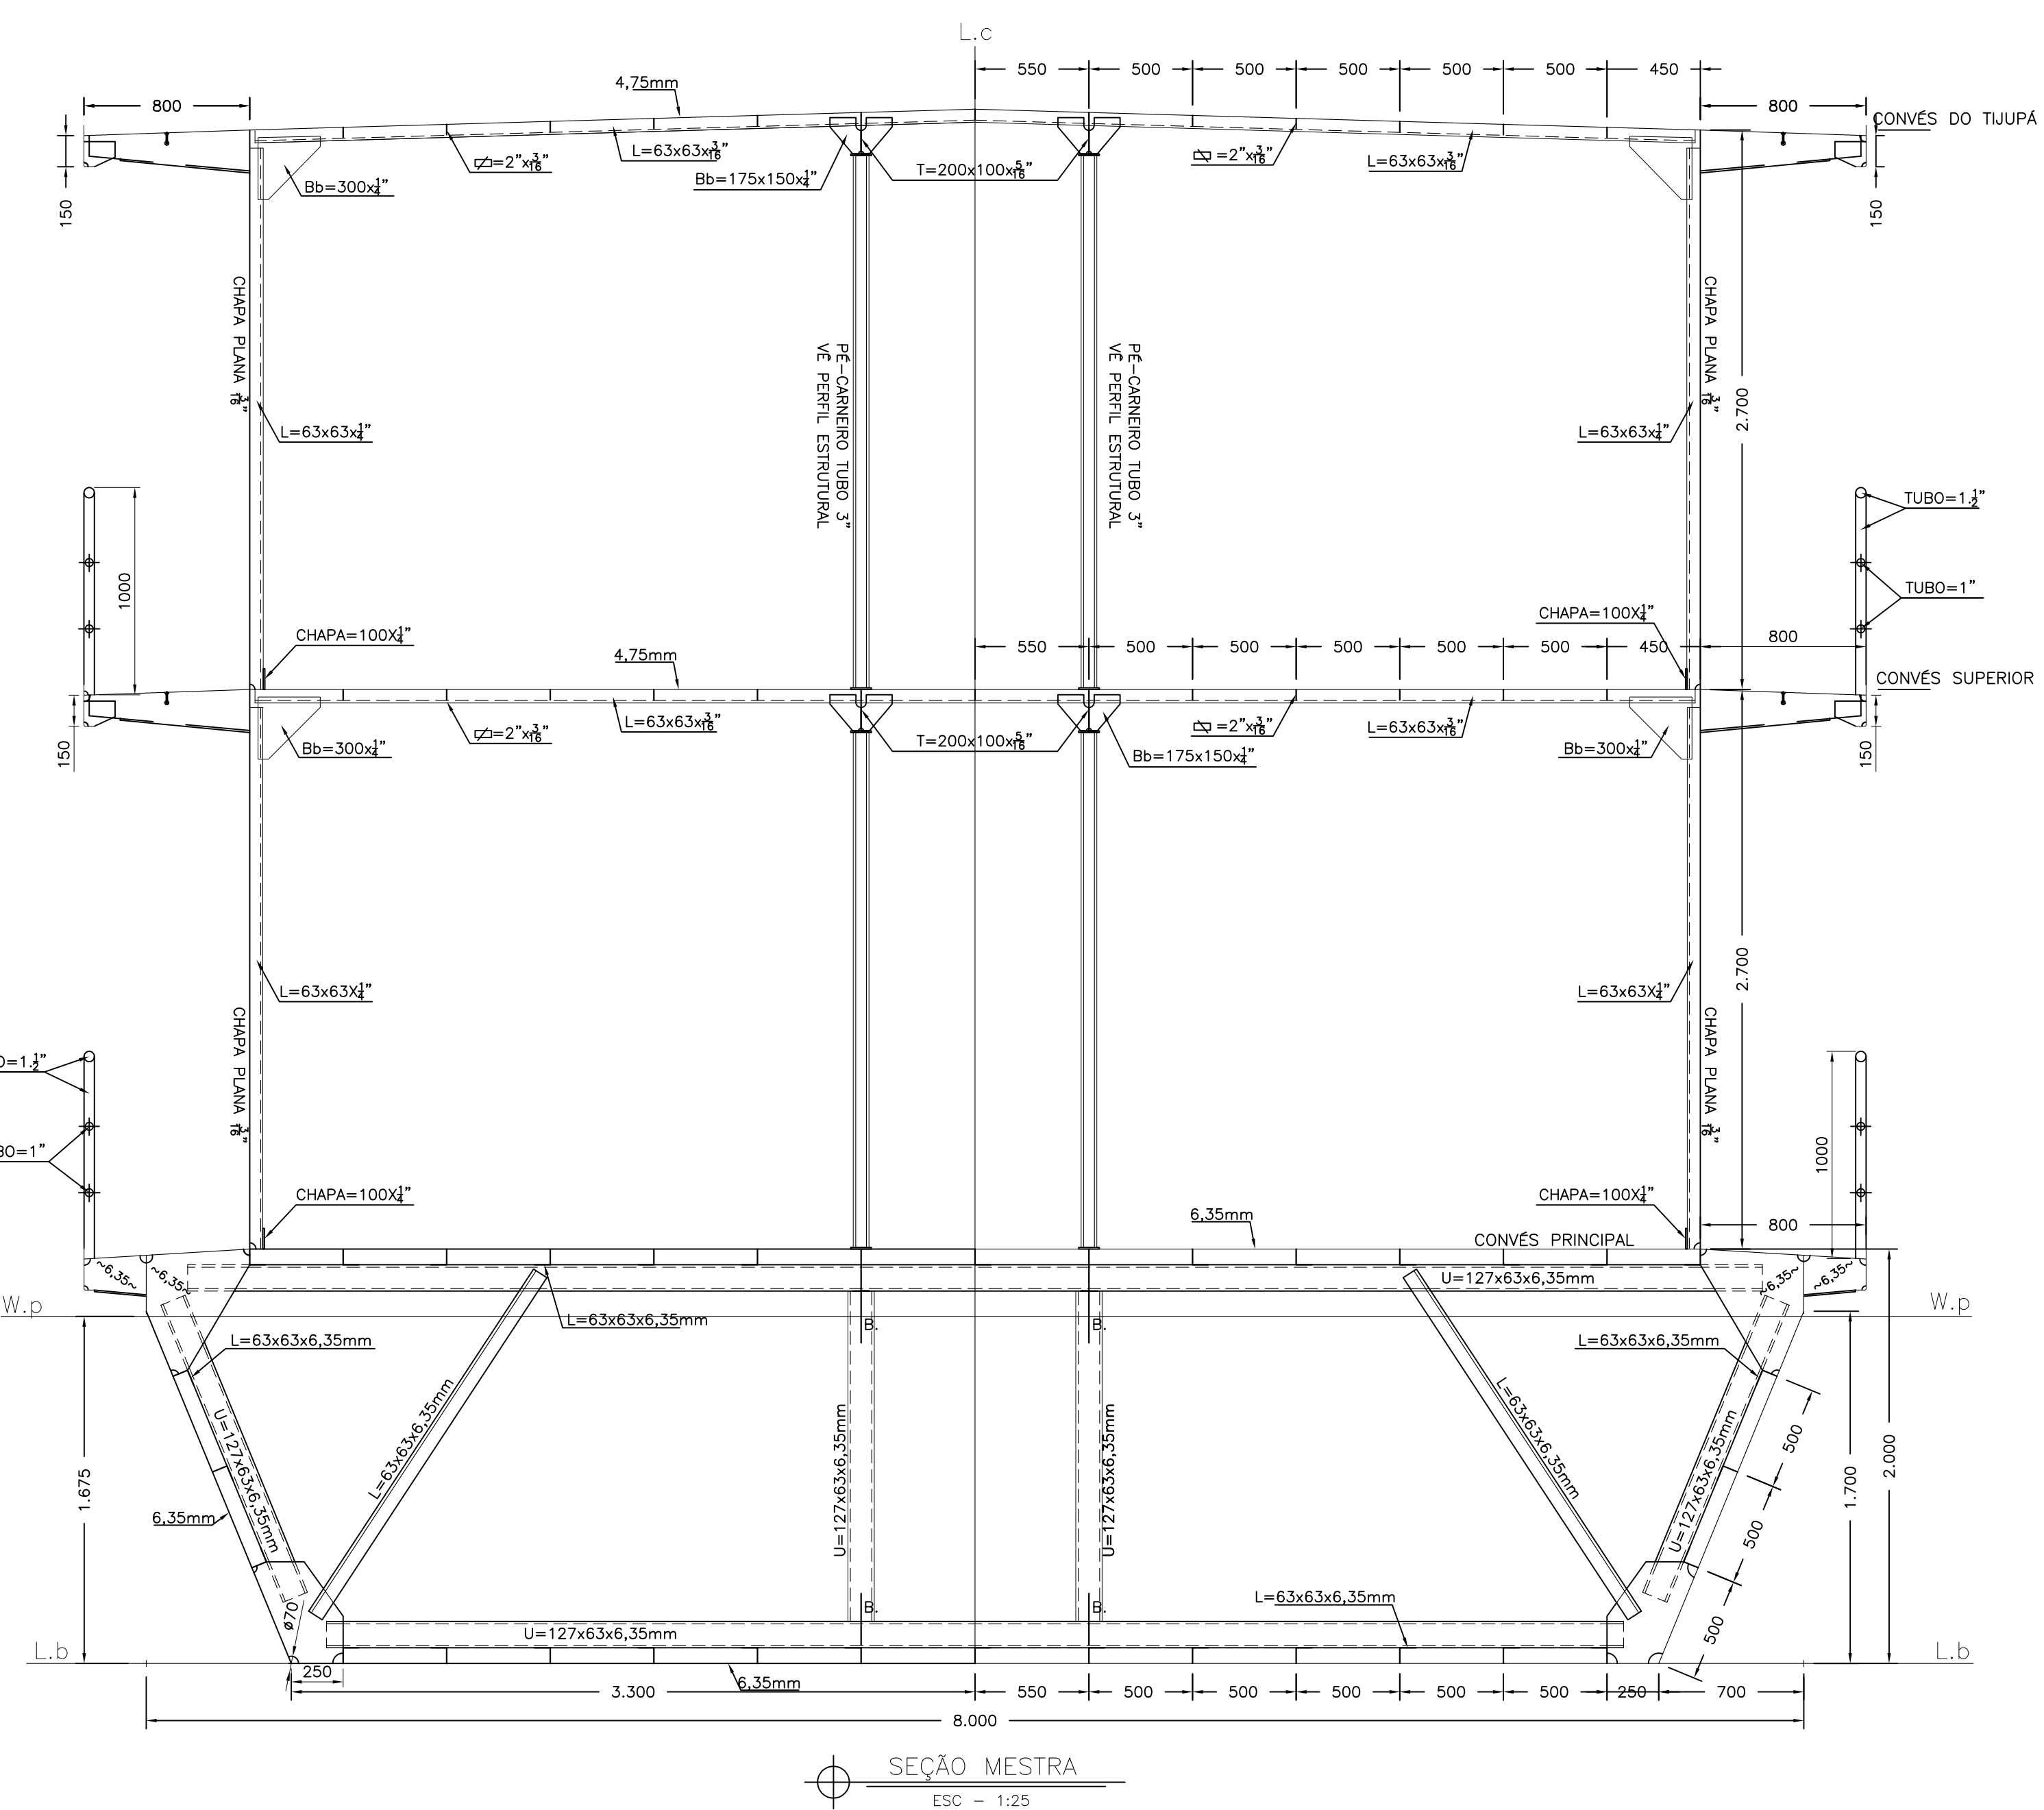 L.c
550 500 500 500 500 500 450
4,75mm
800
800
CONVÉS DO TIJUPÁ
L=63x63x3/16"
=2"x3/16"
Bb=300x1/4"
Bb=175x150x1/4"
T=200x100x5/16"
=2"x3/16"
L=63x63x3/16"
150
150
CHAPA PLANA 3/16"
PÉ-CARNEIRO TUBO 3"
VÊ PERFIL ESTRUTURAL
PÉ-CARNEIRO TUBO 3"
VÊ PERFIL ESTRUTURAL
CHAPA PLANA 3/16"
2.700
L=63x63x1/4"
L=63x63x1/4"
TUBO=1.1/2"
1000
TUBO=1"
CHAPA=100X1/4"
CHAPA=100X1/4"
4,75mm
550 500 500 500 500 500 450
800
CONVÉS SUPERIOR
=2"x3/16"
L=63x63x3/16"
T=200x100x5/16"
=2"x3/16"
L=63x63x3/16"
Bb=300x1/4"
Bb=175x150x1/4"
Bb=300x1/4"
150
150
L=63x63X1/4"
L=63x63X1/4"
2.700
CHAPA PLANA 3/16"
CHAPA PLANA 3/16"
O=1.1/2"
BO=1"
1000
CHAPA=100X1/4"
CHAPA=100X1/4"
6,35mm
800
CONVÉS PRINCIPAL
~6,35~
~6,35~
U=127x63x6,35mm
~6,35~
~6,35~
W.p
W.p
L=63x63x6,35mm
B.
B.
L=63x63x6,35mm
L=63x63x6,35mm
L=63x63x6,35mm
L=63x63x6,35mm
U=127x63x6,35mm
U=127x63x6,35mm
U=127x63x6,35mm
U=127x63x6,35mm
6,35mm
1.675
500
500
500
1.700
2.000
B.
B.
L=63x63x6,35mm
ø70
U=127x63x6,35mm
L.b
L.b
250
6,35mm
3.300
550 500 500 500 500 500 250 700
8.000
SEÇÃO MESTRA
ESC - 1:25